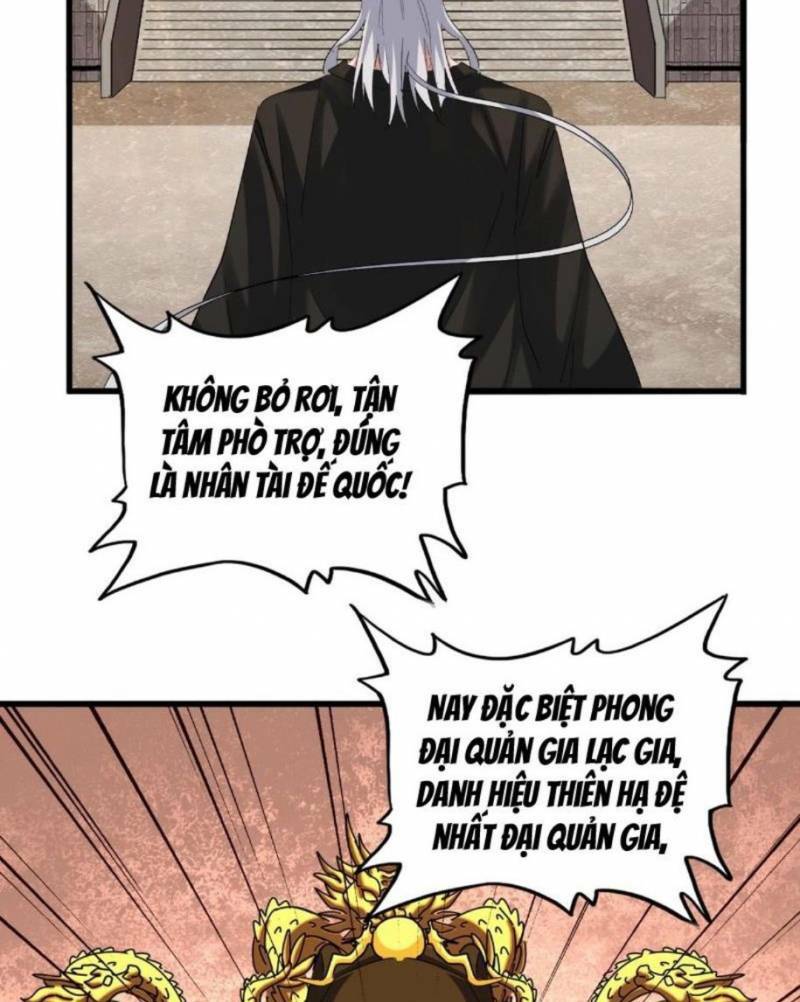 KHÔNG BỎ RƠI, TẬN
TÂM PHÒ TRỢ, ĐÚNG
LÀ NHÂN TÀI ĐẾ QUỐC!
NAY ĐẶC BIỆT PHONG
ĐẠI QUẢN GIA LẠC GIA,
DANH HIỆU THIÊN HẠ ĐỆ
NHẤT ĐẠI QUẢN GIA,